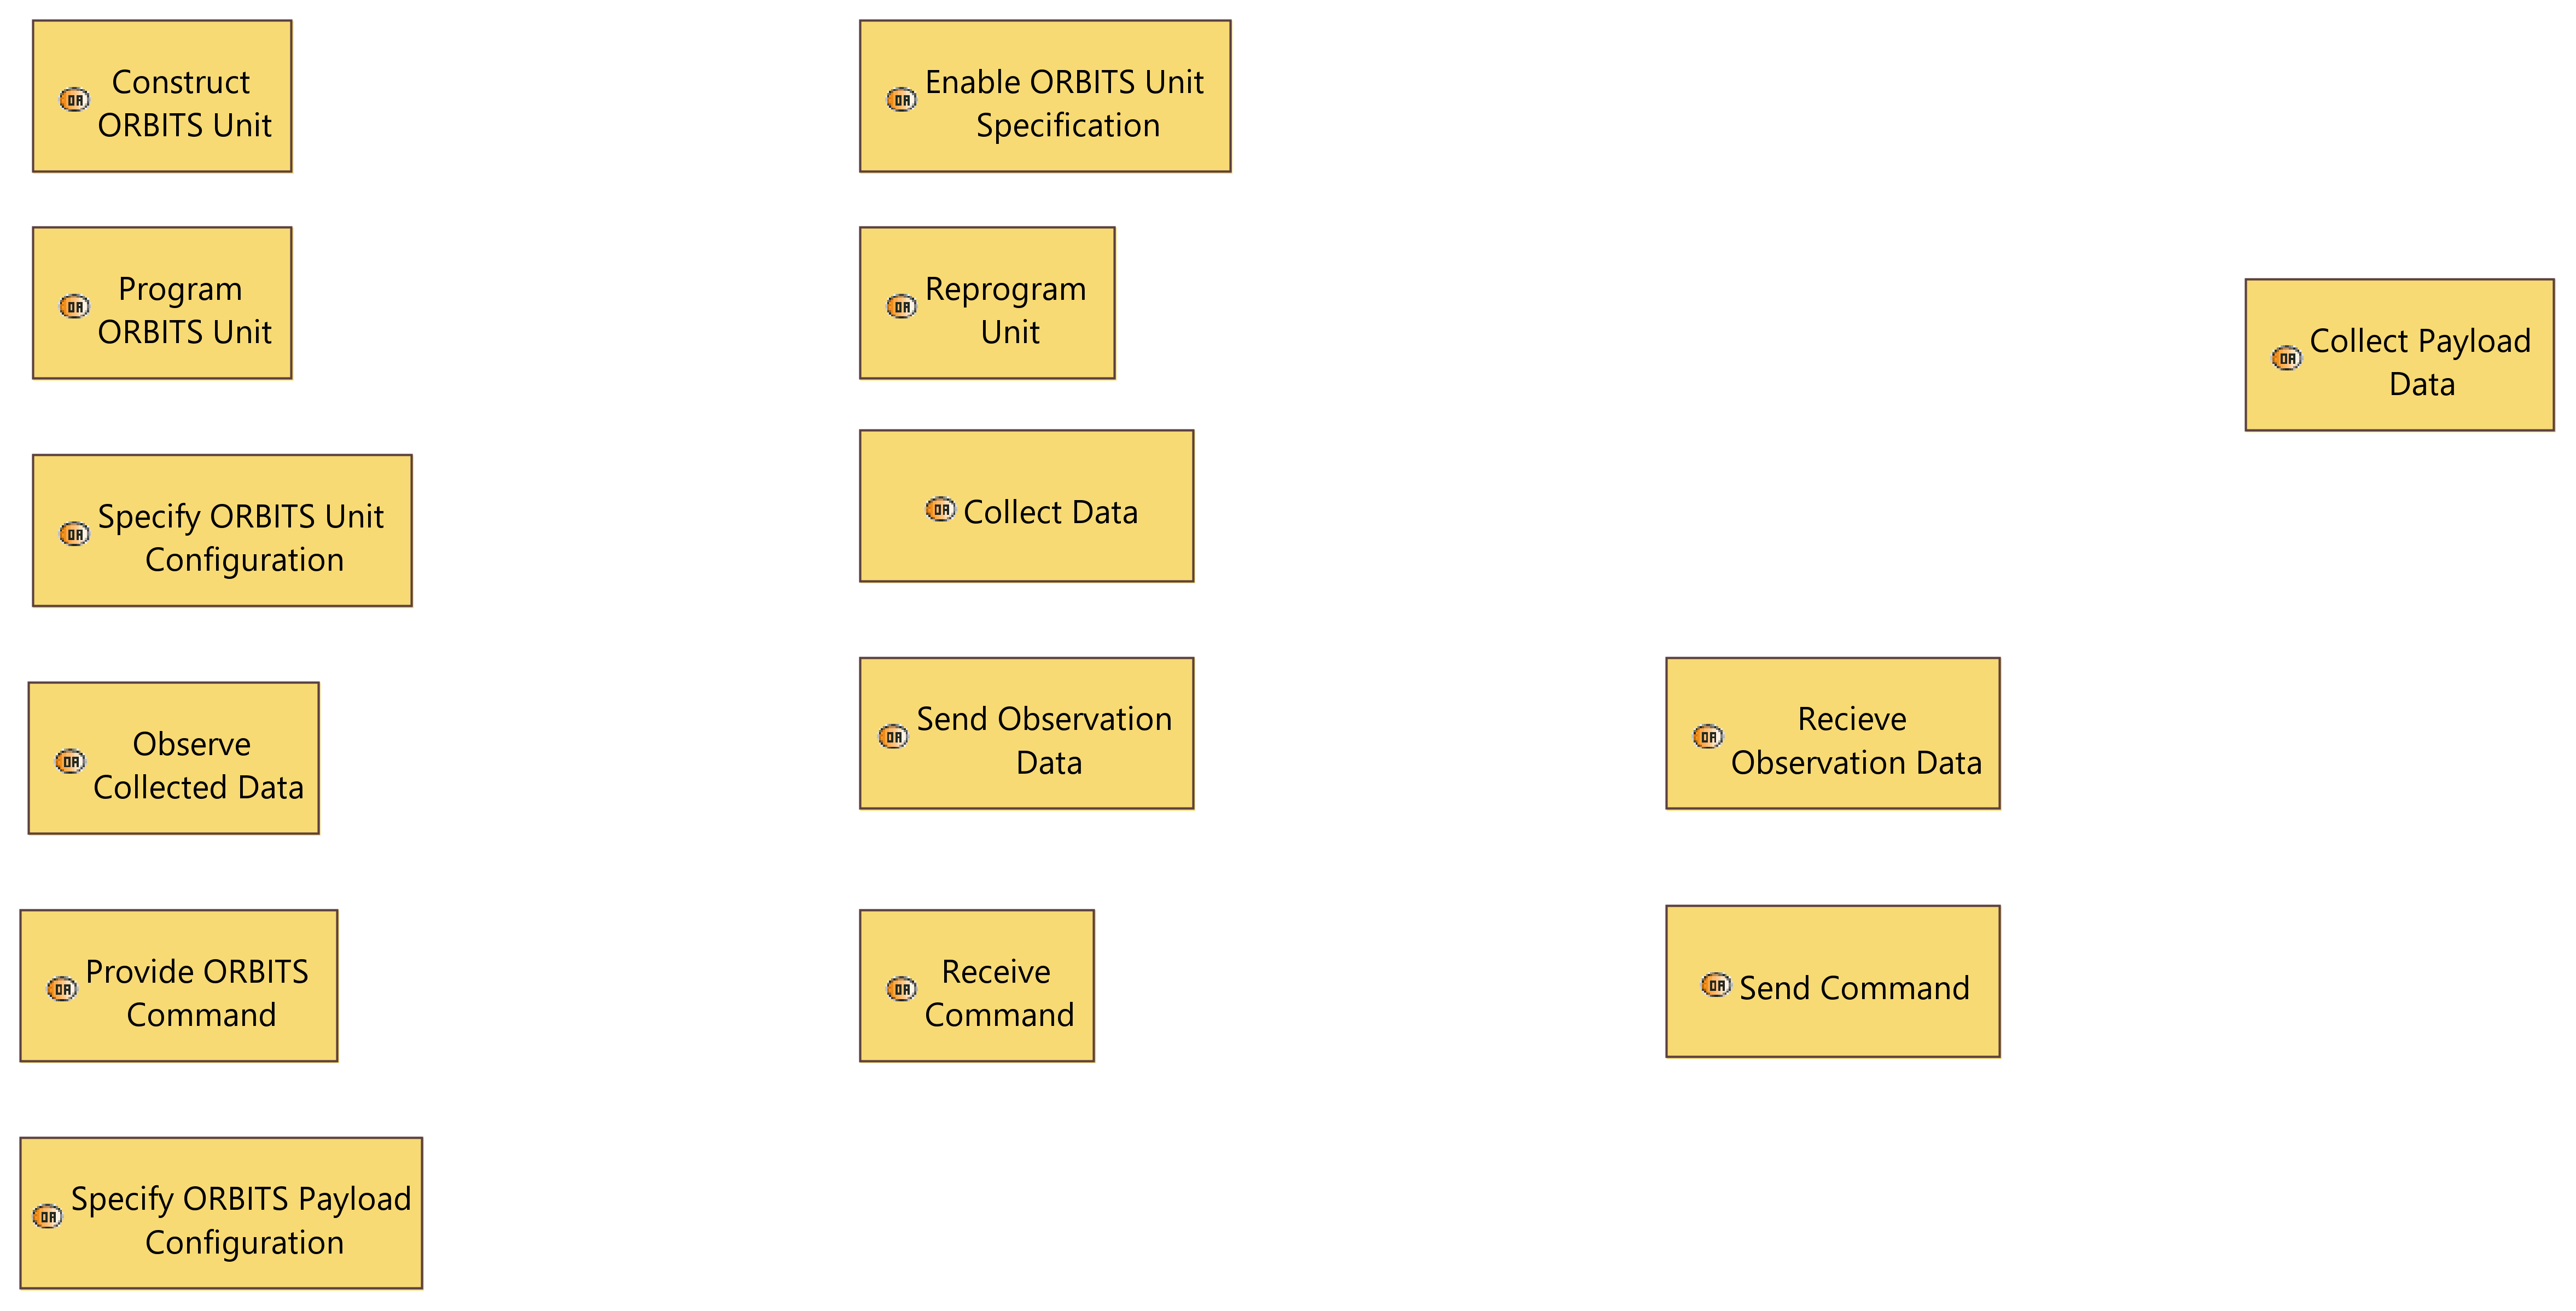 Construct
ORBITS Unit
Program
ORBITS Unit
Specify ORBITS Unit
Configuration
Observe
Collected Data
Provide ORBITS
Command
Specify ORBITS Payload
Configuration
Enable ORBITS Unit
Specification
Reprogram
Unit
Collect Data
Send Observation
Data
Receive
Command
Recieve
Observation Data
Send Command
Collect Payload
Data